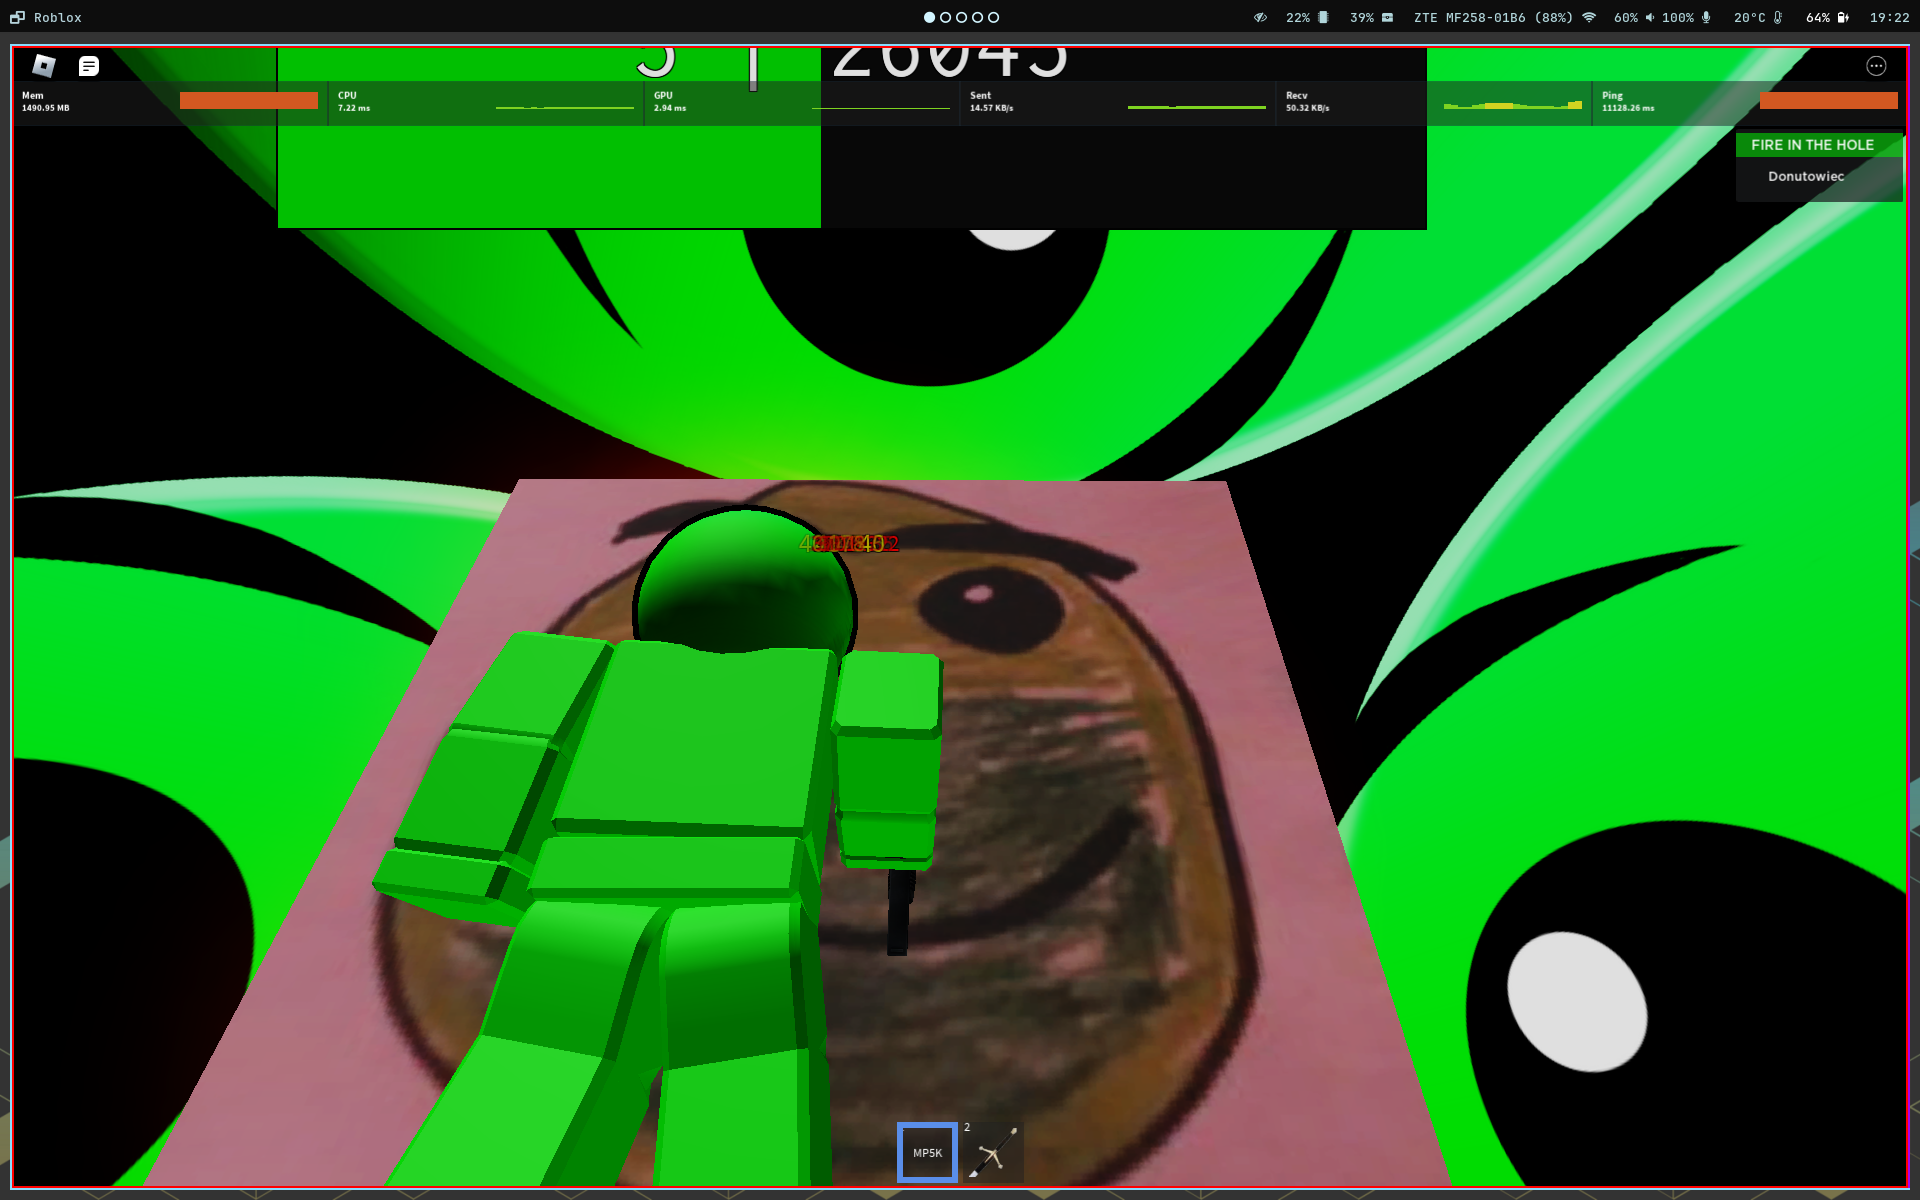 Roblox
22%
39%
ZTE MF258-01B6 (88%)
60%
100%
20°C
64%
19:22
26045
Mem
1490.95 MB
CPU
7.22 ms
GPU
2.94 ms
Sent
14.57 KB/s
Recv
50.32 KB/s
Ping
11128.26 ms
FIRE IN THE HOLE
Donutowiec
MP5K
2